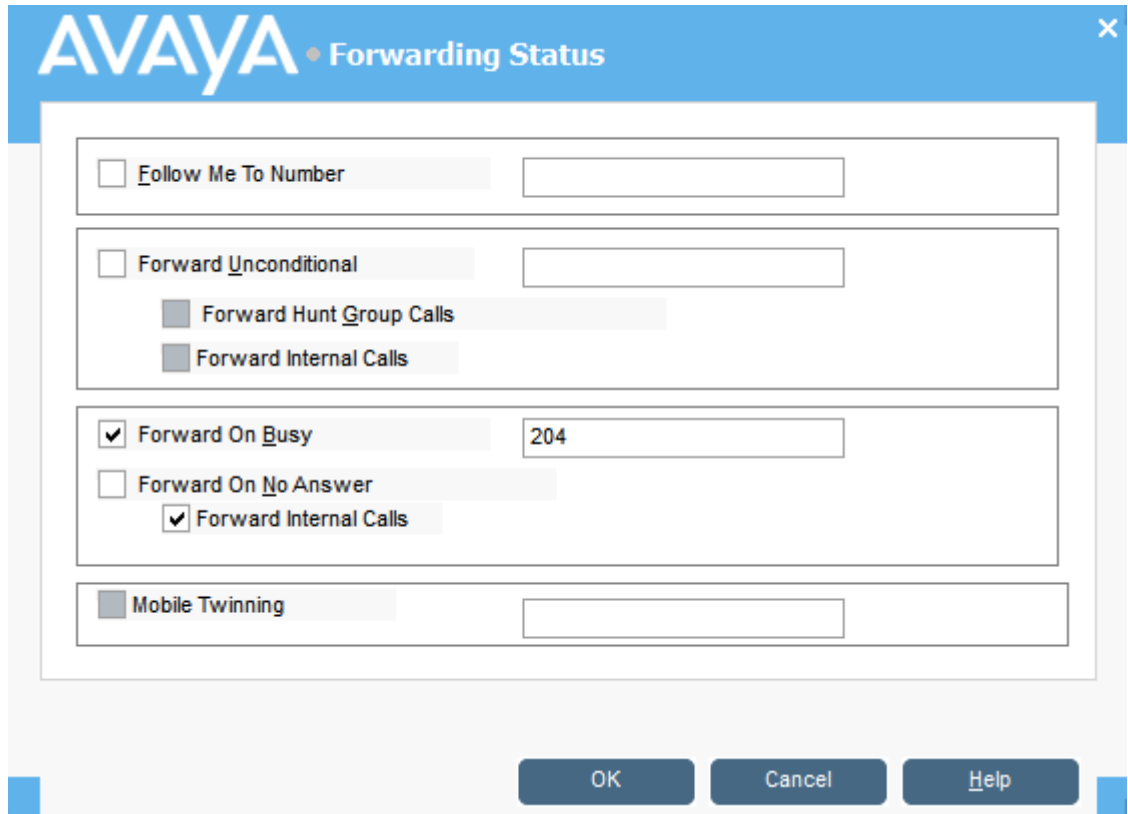 AVAYA • Forwarding Status
Follow Me To Number
Forward Unconditional
Forward Hunt Group Calls
Forward Internal Calls
Forward On Busy 204
Forward On No Answer
Forward Internal Calls
Mobile Twinning
OK Cancel Help